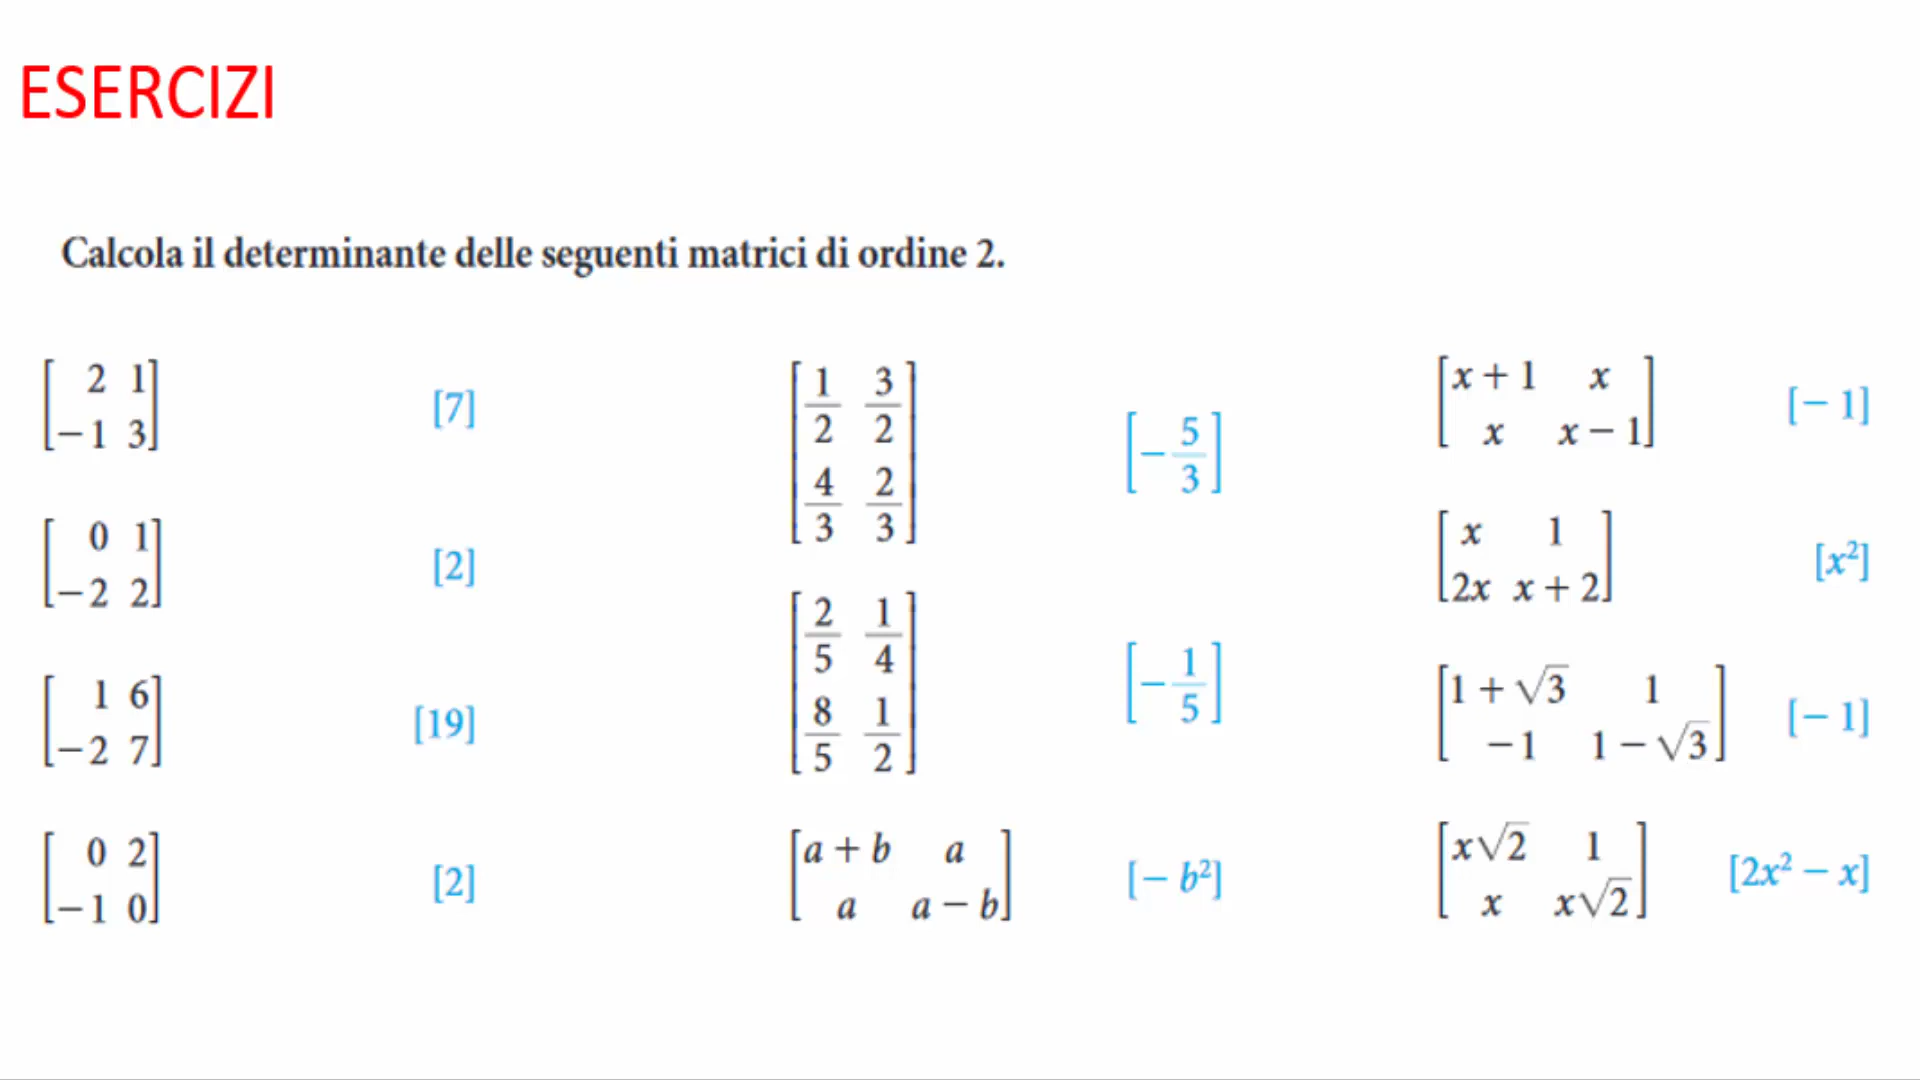 ESERCIZI
Calcola il determinante delle seguenti matrici di ordine 2.
[2 1
−1 3] [7]
[0 1
−2 2] [2]
[1 6
−2 7] [19]
[0 2
−1 0] [2]
[1/2 3/2
4/3 2/3] [−5/3]
[2/5 1/4
8/5 1/2] [−1/5]
[a + b a
a a − b] [− b²]
[x + 1 x
x x − 1] [− 1]
[x 1
2x x + 2] [x²]
[1 + √3 1
−1 1 − √3] [− 1]
[x√2 1
x x√2] [2x² − x]